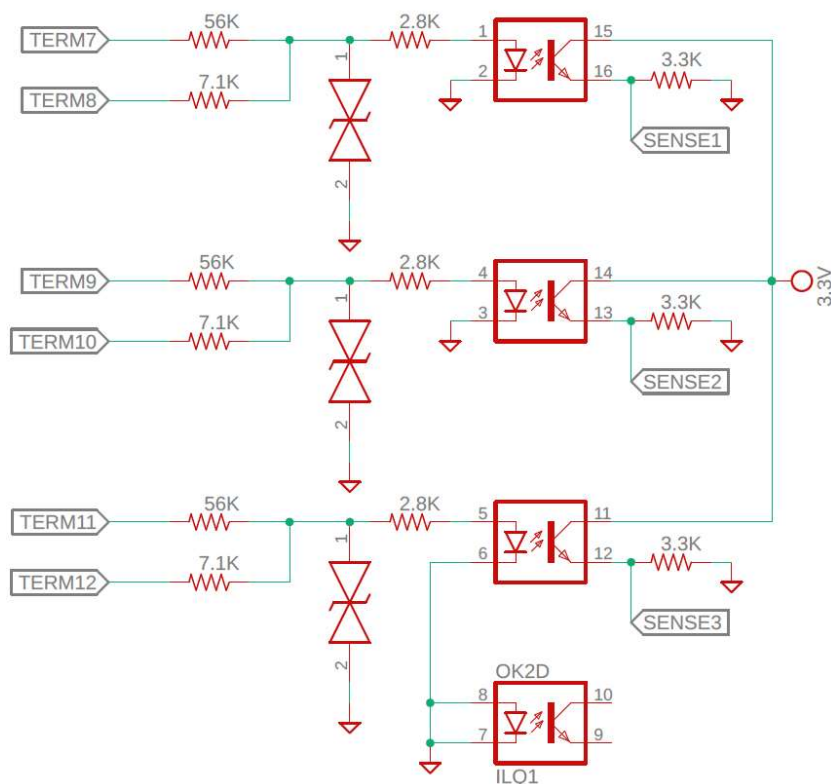 56K
2.8K
TERM7
1
15
1
7.1K
2
16
3.3K
TERM8
SENSE1
2
56K
2.8K
TERM9
4
14
1
7.1K
3
13
3.3K
TERM10
3.3V
SENSE2
2
56K
2.8K
TERM11
5
11
1
7.1K
6
12
3.3K
TERM12
SENSE3
2
OK2D
8
10
7
9
ILQ1